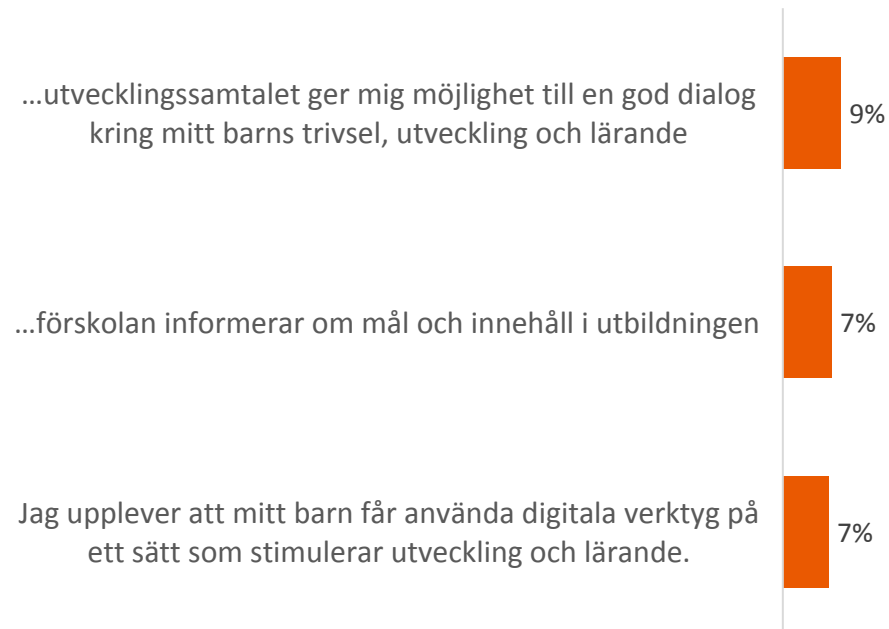 …utvecklingssamtalet ger mig möjlighet till en god dialog
kring mitt barns trivsel, utveckling och lärande
9%
…förskolan informerar om mål och innehåll i utbildningen
7%
Jag upplever att mitt barn får använda digitala verktyg på
ett sätt som stimulerar utveckling och lärande.
7%